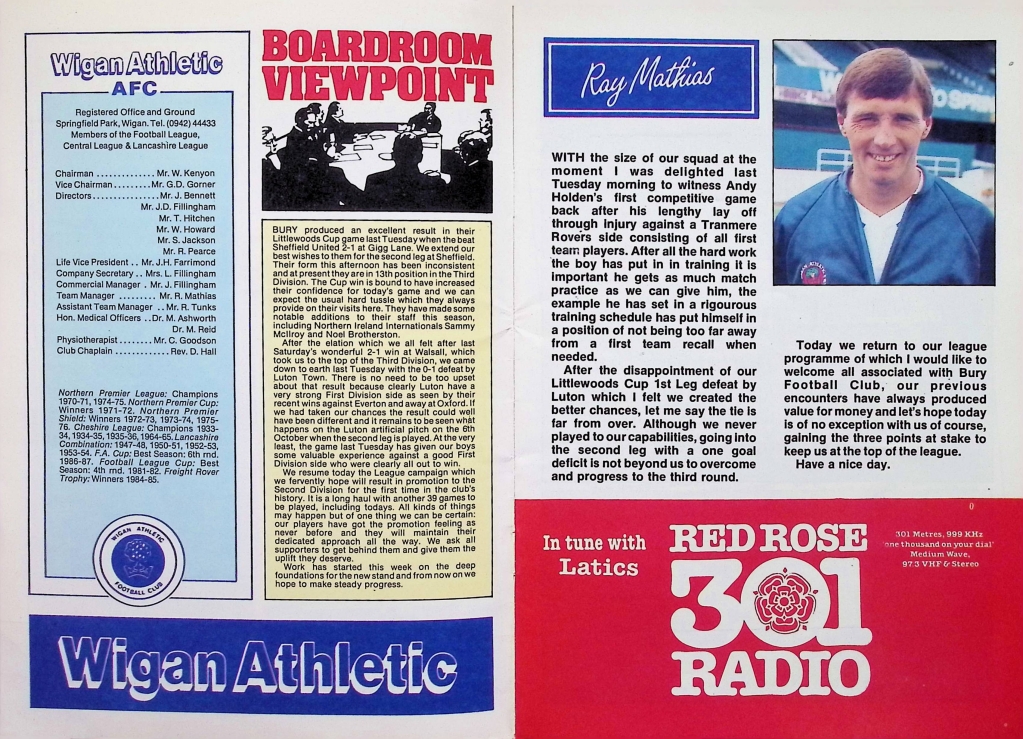 Wigan Athletic
AFC
Registered Office and Ground
Springfield Park, Wigan. Tel. (0942) 44433
Members of the Football League,
Central League & Lancashire League
Chairman .............. Mr. W. Kenyon
Vice Chairman ......... Mr. G.D. Gorner
Directors ................ Mr. J. Bennett
Mr. J.D. Fillingham
Mr. T. Hitchen
Mr. W. Howard
Mr. S. Jackson
Mr. R. Pearce
Life Vice President .. Mr. J.H. Farrimond
Company Secretary .. Mrs. L. Fillingham
Commercial Manager . Mr. J. Fillingham
Team Manager ......... Mr. R. Mathias
Assistant Team Manager .. Mr. R. Tunks
Hon. Medical Officers .. Dr. M. Ashworth
Dr. M. Reid
Physiotherapist ...... Mr. C. Goodson
Club Chaplain ............ Rev. D. Hall
Northern Premier League: Champions
1970-71, 1974-75. Northern Premier Cup:
Winners 1971-72. Northern Premier
Shield: Winners 1972-73, 1973-74, 1975-
76. Cheshire League: Champions 1933-
34, 1934-35, 1935-36, 1964-65. Lancashire
Combination: 1947-48, 1950-51, 1952-53,
1953-54. F.A. Cup: Best Season: 6th rnd.
1986-87. Football League Cup: Best
Season: 4th rnd. 1981-82. Freight Rover
Trophy: Winners 1984-85.
WIGAN ATHLETIC
FOOTBALL CLUB
BOARDROOM
VIEWPOINT
BURY produced an excellent result in their
Littlewoods Cup game last Tuesday when the beat
Sheffield United 2-1 at Gigg Lane. We extend our
best wishes to them for the second leg at Sheffield.
Their form this afternoon has been inconsistent
and at present they are in 13th position in the Third
Division. The Cup win is bound to have increased
their confidence for today's game and we can
expect the usual hard tussle which they always
provide on their visits here. They have made some
notable additions to their staff this season,
including Northern Ireland Internationals Sammy
McIlroy and Noel Brotherston.
After the elation which we all felt after last
Saturday's wonderful 2-1 win at Walsall, which
took us to the top of the Third Division, we came
down to earth last Tuesday with the 0-1 defeat by
Luton Town. There is no need to be too upset
about that result because clearly Luton have a
very strong First Division side as seen by their
recent wins against Everton and away at Oxford. If
we had taken our chances the result could well
have been different and it remains to be seen what
happens on the Luton artificial pitch on the 6th
October when the second leg is played. At the very
least, the game last Tuesday has given our boys
some valuable experience against a good First
Division side who were clearly all out to win.
We resume today the League campaign which
we fervently hope will result in promotion to the
Second Division for the first time in the club's
history. It is a long haul with another 39 games to
be played, including todays. All kinds of things
may happen but of one thing we can be certain:
our players have got the promotion feeling as
never before and they will maintain their
dedicated approach all the way. We ask all
supporters to get behind them and give them the
uplift they deserve.
Work has started this week on the deep
foundations for the new stand and from now on we
hope to make steady progress.
Wigan Athletic
Ray Mathias
WITH the size of our squad at the
moment I was delighted last
Tuesday morning to witness Andy
Holden's first competitive game
back after his lengthy lay off
through injury against a Tranmere
Rovers side consisting of all first
team players. After all the hard work
the boy has put in in training it is
important he gets as much match
practice as we can give him, the
example he has set in a rigourous
training schedule has put himself in
a position of not being too far away
from a first team recall when
needed.
After the disappointment of our
Littlewoods Cup 1st Leg defeat by
Luton which I felt we created the
better chances, let me say the tie is
far from over. Although we never
played to our capabilities, going into
the second leg with a one goal
deficit is not beyond us to overcome
and progress to the third round.
Today we return to our league
programme of which I would like to
welcome all associated with Bury
Football Club, our previous
encounters have always produced
value for money and let's hope today
is of no exception with us of course,
gaining the three points at stake to
keep us at the top of the league.
Have a nice day.
In tune with
Latics
RED ROSE
301
RADIO
301 Metres, 999 KHz
'one thousand on your dial'
Medium Wave,
97.3 VHF & Stereo